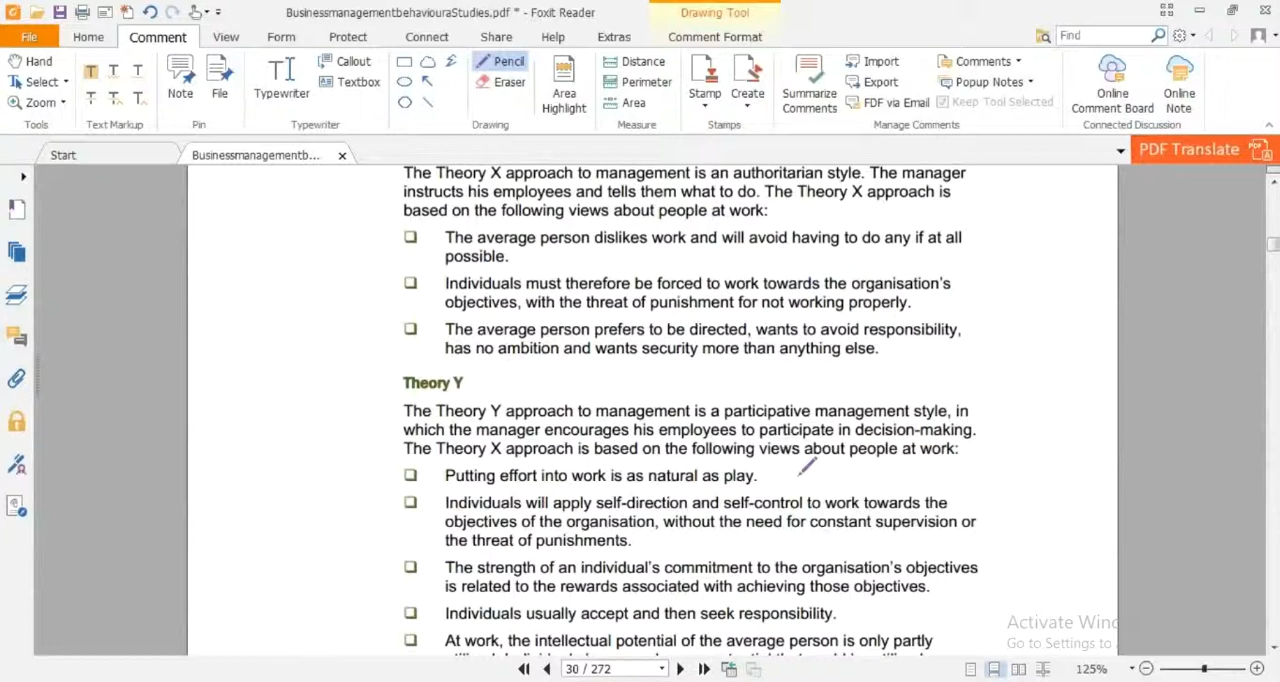 BusinessmanagementbehaviouraStudies.pdf * - Foxit Reader
Drawing Tool
File Home Comment View Form Protect Connect Share Help Extras Comment Format
Find
Hand
Select
Zoom
Tools
T T T
T T T
Text Markup
Note
File
Pin
Typewriter
Callout
Textbox
Typewriter
Pencil
Eraser
Area
Highlight
Drawing
Distance
Perimeter
Area
Measure
Stamp
Create
Stamps
Summarize
Comments
Import
Export
FDF via Email
Comments
Popup Notes
Keep Tool Selected
Manage Comments
Online
Comment Board
Online
Note
Connected Discussion
Start
Businessmanagementb...
PDF Translate
The Theory X approach to management is an authoritarian style. The manager
instructs his employees and tells them what to do. The Theory X approach is
based on the following views about people at work:
The average person dislikes work and will avoid having to do any if at all
possible.
Individuals must therefore be forced to work towards the organisation's
objectives, with the threat of punishment for not working properly.
The average person prefers to be directed, wants to avoid responsibility,
has no ambition and wants security more than anything else.
Theory Y
The Theory Y approach to management is a participative management style, in
which the manager encourages his employees to participate in decision-making.
The Theory X approach is based on the following views about people at work:
Putting effort into work is as natural as play.
Individuals will apply self-direction and self-control to work towards the
objectives of the organisation, without the need for constant supervision or
the threat of punishments.
The strength of an individual's commitment to the organisation's objectives
is related to the rewards associated with achieving those objectives.
Individuals usually accept and then seek responsibility.
At work, the intellectual potential of the average person is only partly
Activate Wind
Go to Settings to
30 / 272
125%